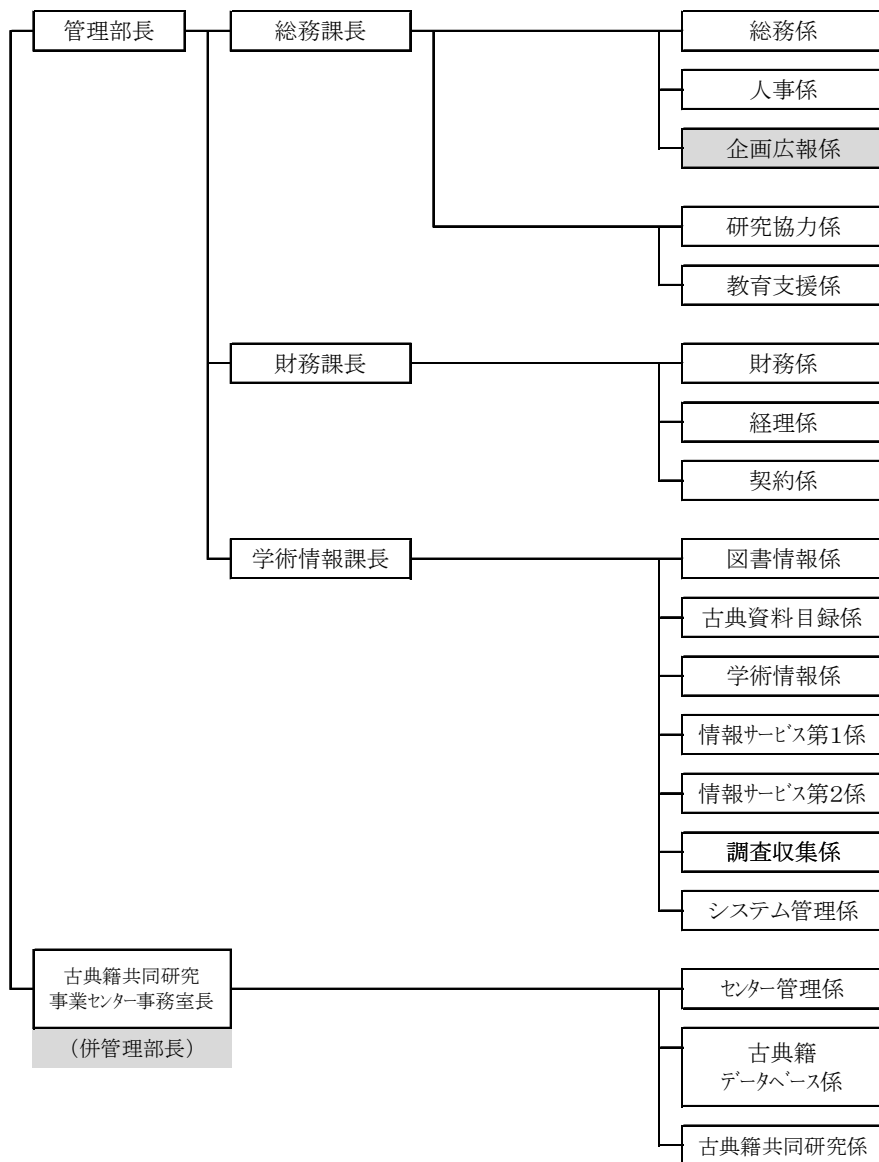 管理部長
総務課長
総務係
人事係
企画広報係
研究協力係
教育支援係
財務課長
財務係
経理係
契約係
学術情報課長
図書情報係
古典資料目録係
学術情報係
情報サービス第1係
情報サービス第2係
調査収集係
システム管理係
古典籍共同研究
事業センター事務室長
(併管理部長)
センター管理係
古典籍
データベース係
古典籍共同研究係